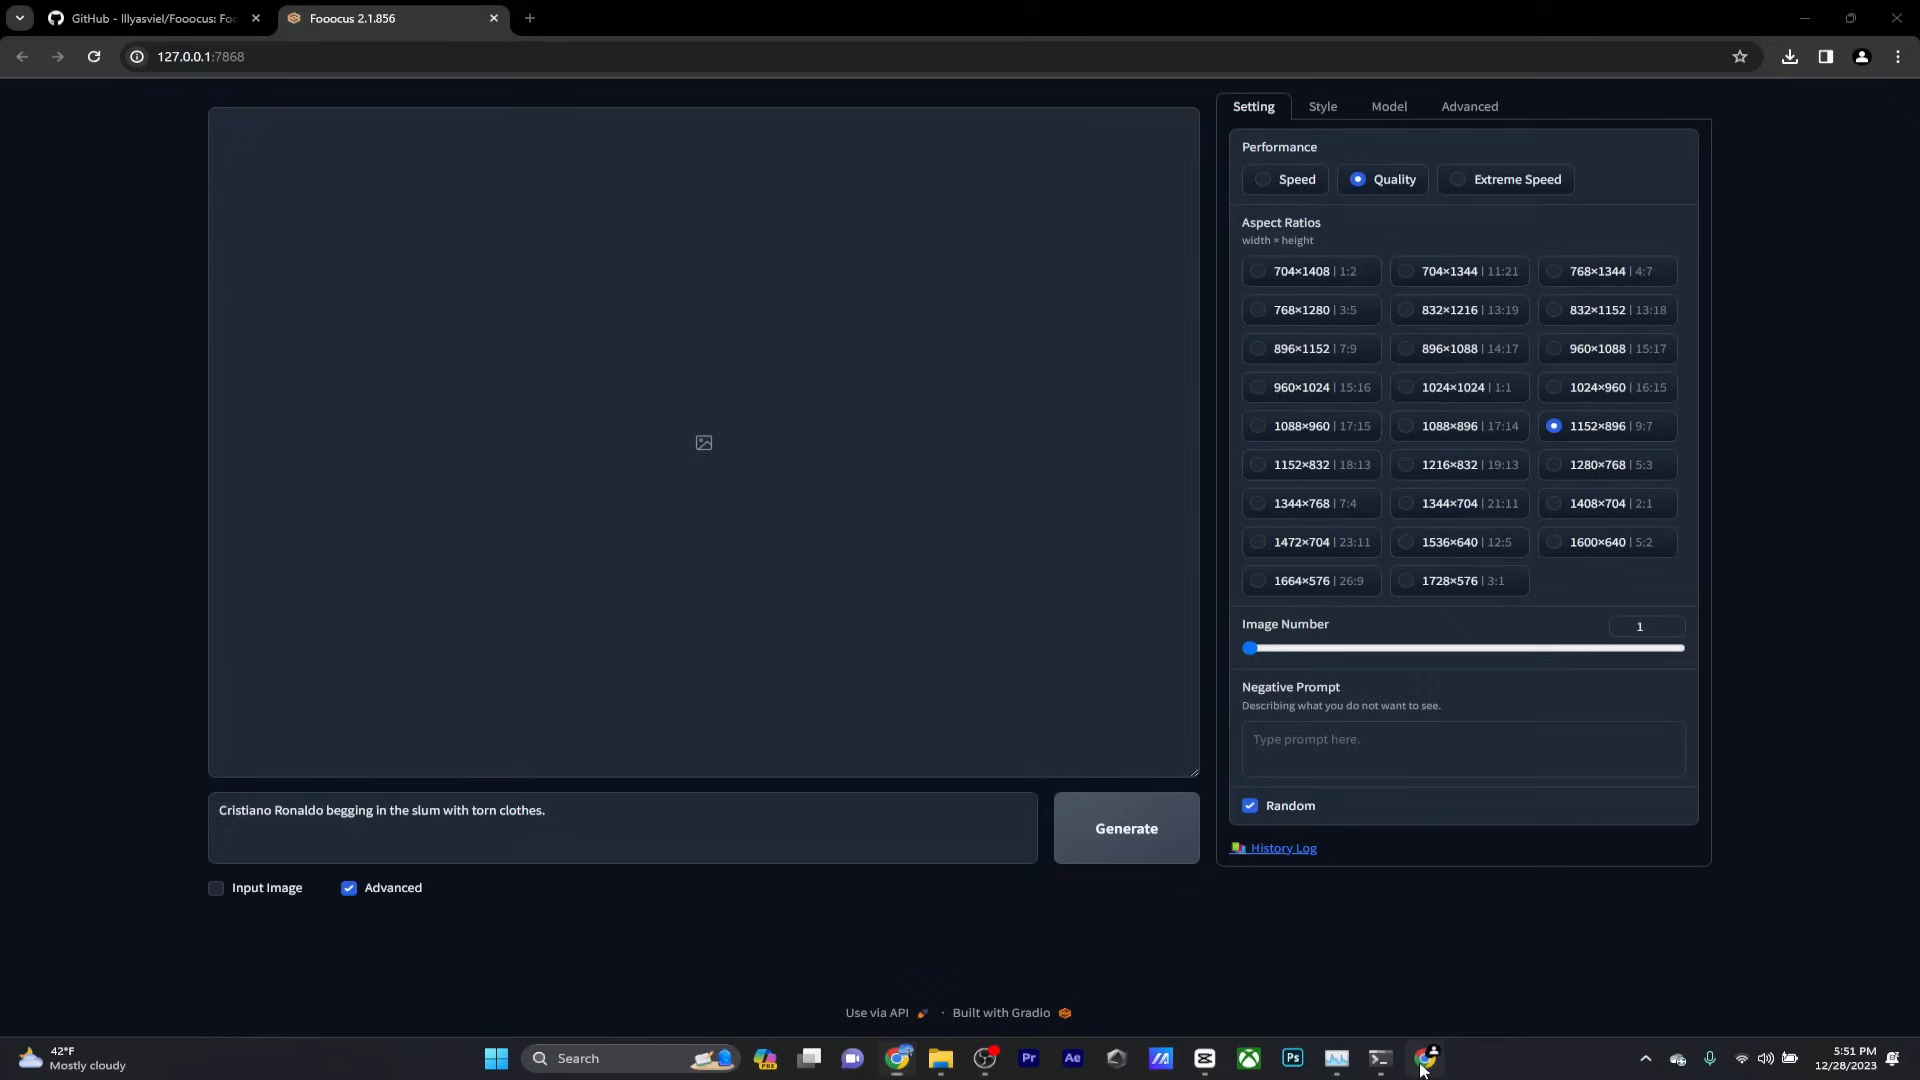 GitHub - lllyasviel/Fooocus: Foc
Fooocus 2.1.856
127.0.0.1:7868
Setting Style Model Advanced
Performance
Speed Quality Extreme Speed
Aspect Ratios
width × height
704×1408 | 1:2 704×1344 | 11:21 768×1344 | 4:7
768×1280 | 3:5 832×1216 | 13:19 832×1152 | 13:18
896×1152 | 7:9 896×1088 | 14:17 960×1088 | 15:17
960×1024 | 15:16 1024×1024 | 1:1 1024×960 | 16:15
1088×960 | 17:15 1088×896 | 17:14 1152×896 | 9:7
1152×832 | 18:13 1216×832 | 19:13 1280×768 | 5:3
1344×768 | 7:4 1344×704 | 21:11 1408×704 | 2:1
1472×704 | 23:11 1536×640 | 12:5 1600×640 | 5:2
1664×576 | 26:9 1728×576 | 3:1
Image Number 1
Negative Prompt
Describing what you do not want to see.
Type prompt here.
Random
History Log
Cristiano Ronaldo begging in the slum with torn clothes.
Generate
Input Image Advanced
Use via API · Built with Gradio
42°F
Mostly cloudy
Search
PRE
Pr
Ae
Ps
5:51 PM
12/28/2023